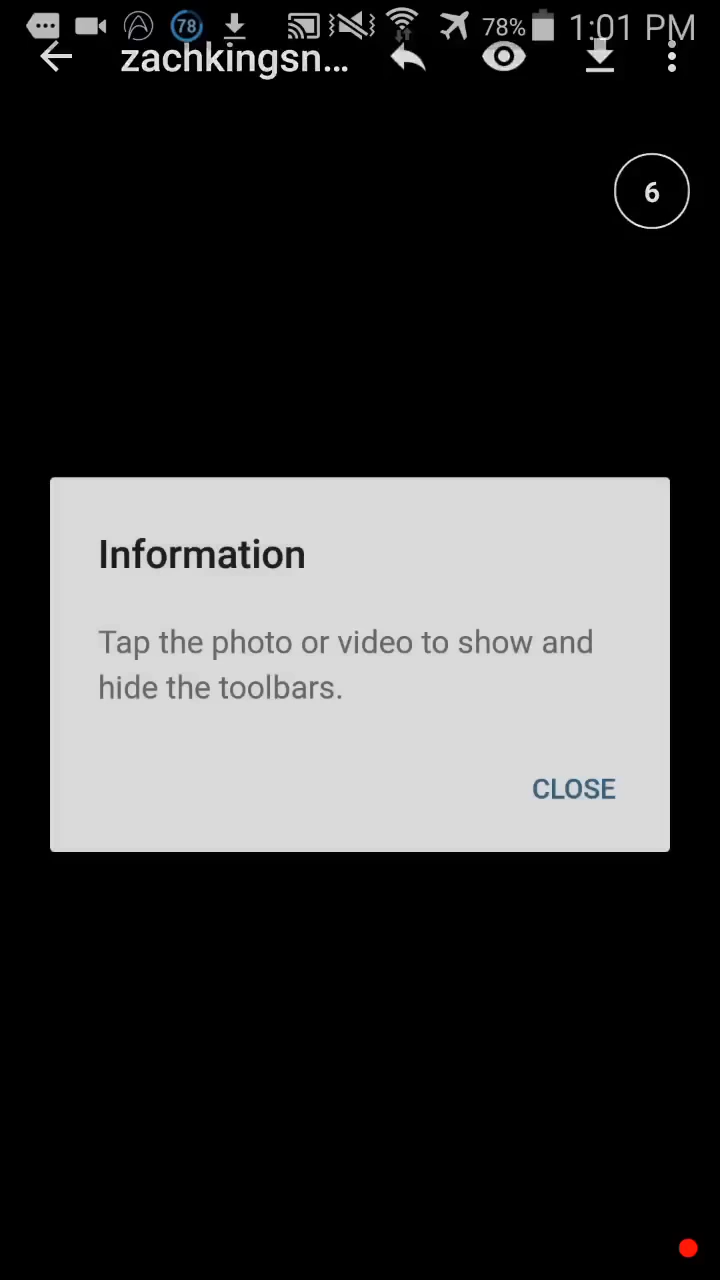 78 78% 1:01 PM
zachkingsn...
6
Information
Tap the photo or video to show and
hide the toolbars.
CLOSE